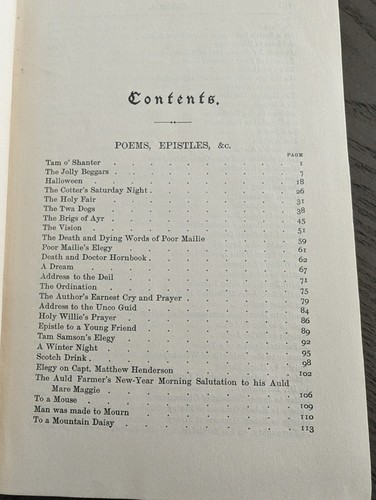 Contents.
POEMS, EPISTLES, &c.
PAGE
Tam o' Shanter . . . . . . . . . 1
The Jolly Beggars . . . . . . . . . 7
Halloween . . . . . . . . . . 18
The Cotter's Saturday Night . . . . . . . . 26
The Holy Fair . . . . . . . . . 31
The Twa Dogs . . . . . . . . . 38
The Brigs of Ayr . . . . . . . . . 45
The Vision . . . . . . . . . . 51
The Death and Dying Words of Poor Mailie . . . . . 59
Poor Mailie's Elegy . . . . . . . . 61
Death and Doctor Hornbook . . . . . . . . 62
A Dream . . . . . . . . . . 67
Address to the Deil . . . . . . . . 71
The Ordination . . . . . . . . . 75
The Author's Earnest Cry and Prayer . . . . . . 79
Address to the Unco Guid . . . . . . . 84
Holy Willie's Prayer . . . . . . . . 86
Epistle to a Young Friend . . . . . . . 89
Tam Samson's Elegy . . . . . . . . 92
A Winter Night . . . . . . . . . 95
Scotch Drink . . . . . . . . . . 98
Elegy on Capt. Matthew Henderson . . . . . . 102
The Auld Farmer's New-Year Morning Salutation to his Auld
Mare Maggie . . . . . . . . 106
To a Mouse . . . . . . . . . . 109
Man was made to Mourn . . . . . . . 110
To a Mountain Daisy . . . . . . . . 113